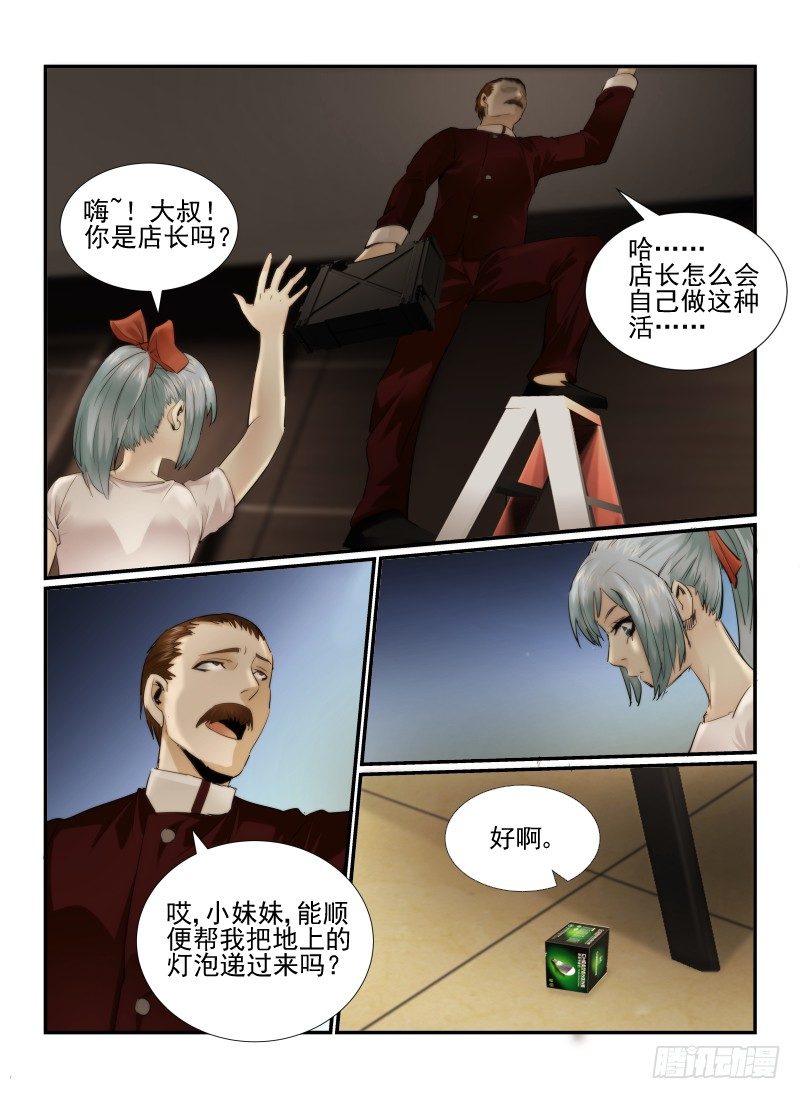 嗨~！大叔！
你是店长吗？
哈……
店长怎么会
自己做这种
活……
哎,小妹妹,能顺
便帮我把地上的
灯泡递过来吗？
好啊。
腾讯动漫